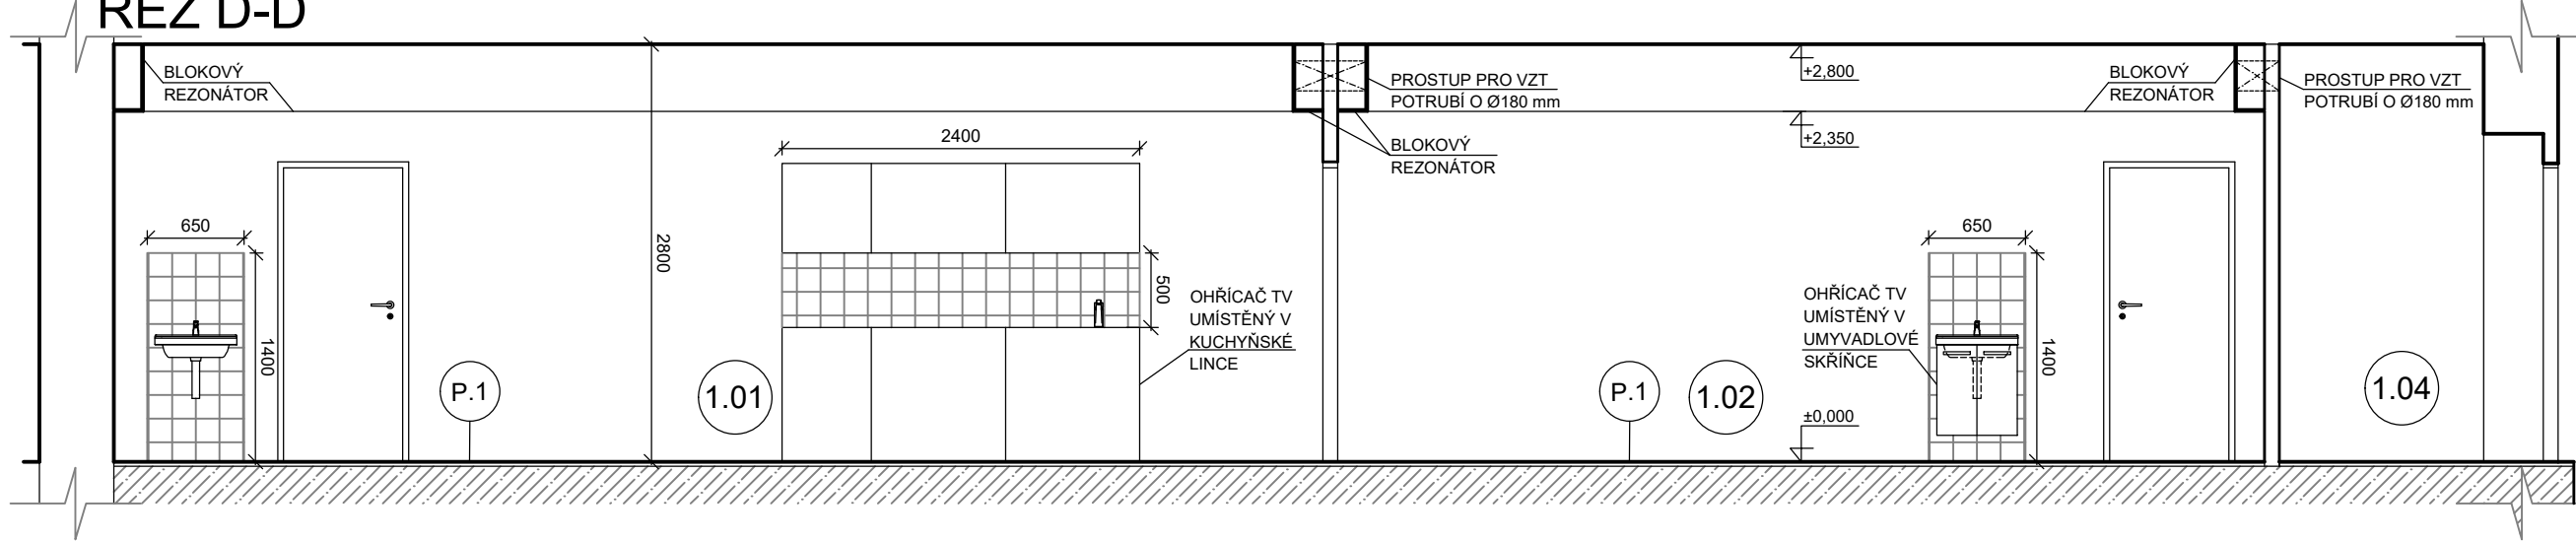 ŘEZ D-D
BLOKOVÝ
REZONÁTOR
PROSTUP PRO VZT
POTRUBÍ O Ø180 mm
+2,800
BLOKOVÝ
REZONÁTOR
PROSTUP PRO VZT
POTRUBÍ O Ø180 mm
2400
BLOKOVÝ
REZONÁTOR
+2,350
650
2800
650
500
OHŘÍCAČ TV
UMÍSTĚNÝ V
KUCHYŇSKÉ
LINCE
OHŘÍCAČ TV
UMÍSTĚNÝ V
UMYVADLOVÉ
SKŘÍŇCE
1400
1400
P.1
1.01
P.1
1.02
1.04
±0,000